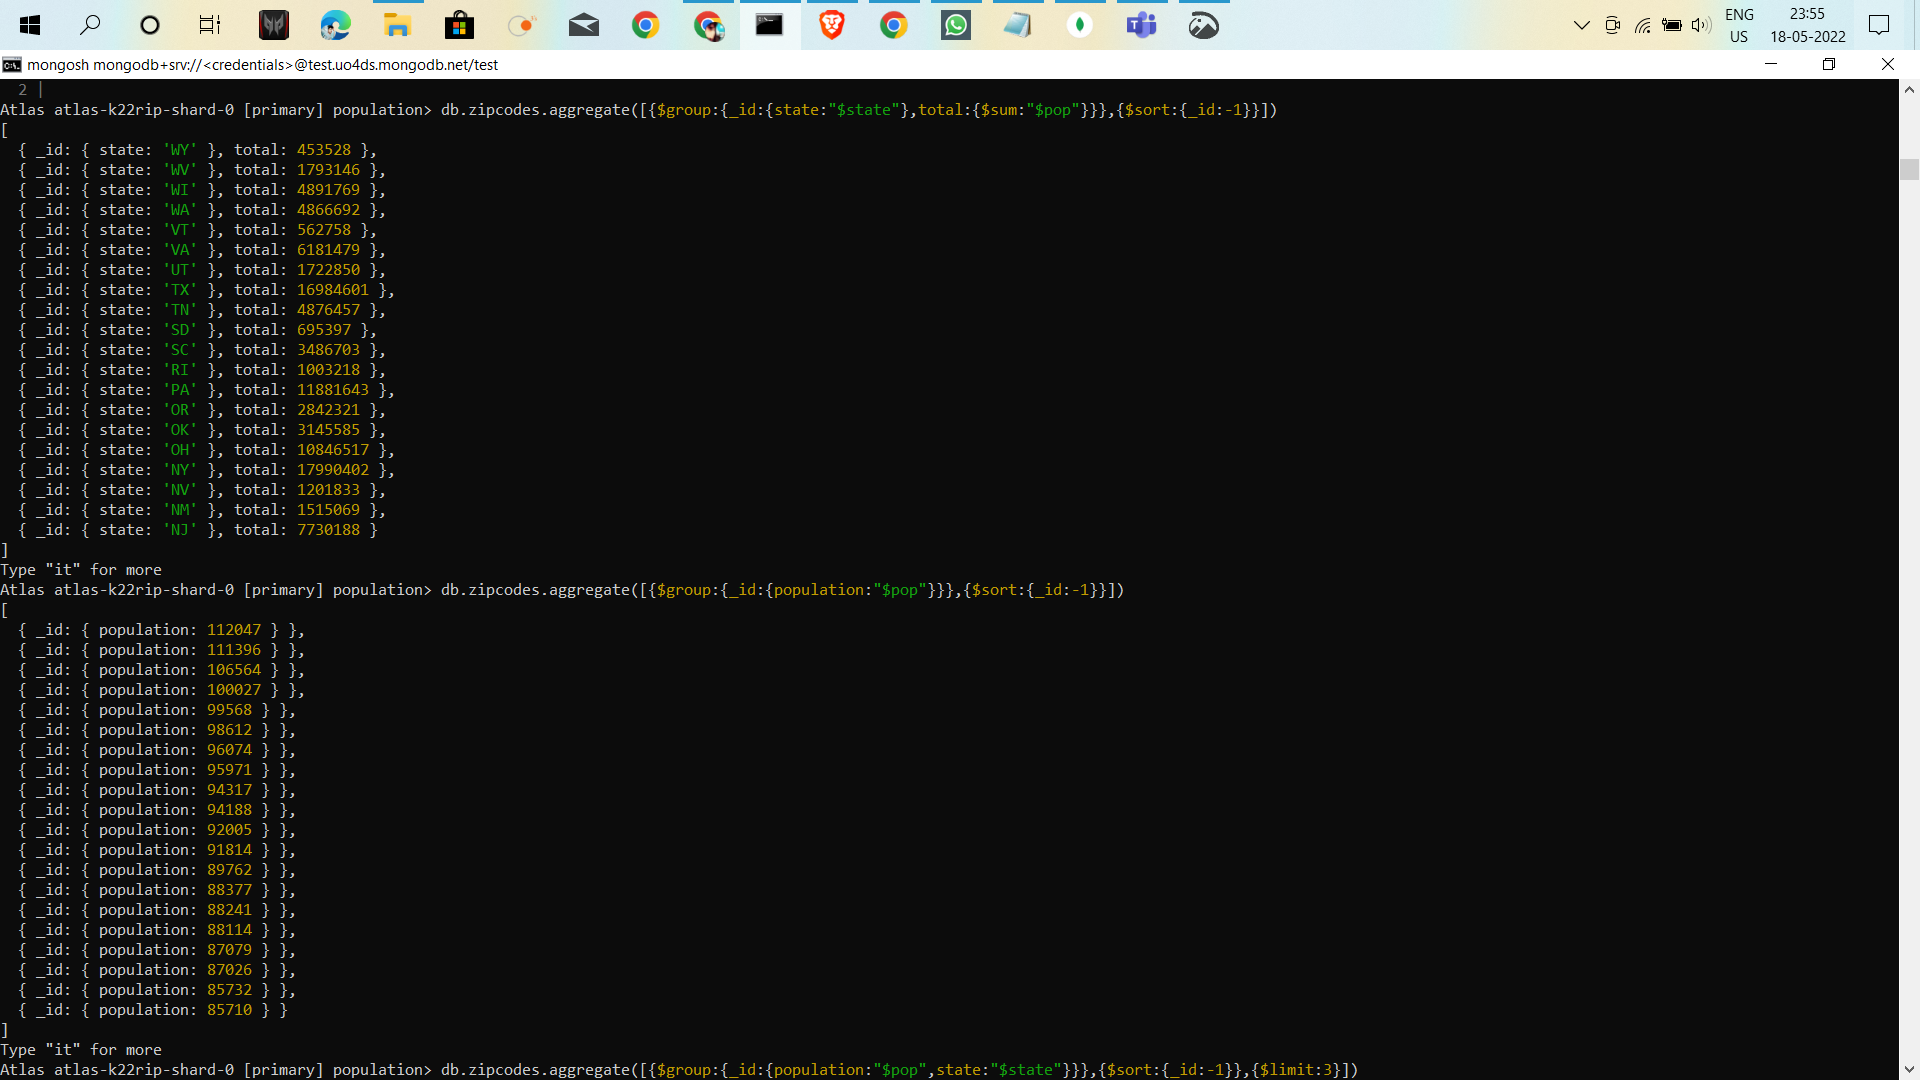 ENG
US
23:55
18-05-2022
mongosh mongodb+srv://<credentials>@test.uo4ds.mongodb.net/test
2 |
Atlas atlas-k22rip-shard-0 [primary] population> db.zipcodes.aggregate([{$group:{_id:{state:"$state"},total:{$sum:"$pop"}}},{$sort:{_id:-1}}])
[
  { _id: { state: 'WY' }, total: 453528 },
  { _id: { state: 'WV' }, total: 1793146 },
  { _id: { state: 'WI' }, total: 4891769 },
  { _id: { state: 'WA' }, total: 4866692 },
  { _id: { state: 'VT' }, total: 562758 },
  { _id: { state: 'VA' }, total: 6181479 },
  { _id: { state: 'UT' }, total: 1722850 },
  { _id: { state: 'TX' }, total: 16984601 },
  { _id: { state: 'TN' }, total: 4876457 },
  { _id: { state: 'SD' }, total: 695397 },
  { _id: { state: 'SC' }, total: 3486703 },
  { _id: { state: 'RI' }, total: 1003218 },
  { _id: { state: 'PA' }, total: 11881643 },
  { _id: { state: 'OR' }, total: 2842321 },
  { _id: { state: 'OK' }, total: 3145585 },
  { _id: { state: 'OH' }, total: 10846517 },
  { _id: { state: 'NY' }, total: 17990402 },
  { _id: { state: 'NV' }, total: 1201833 },
  { _id: { state: 'NM' }, total: 1515069 },
  { _id: { state: 'NJ' }, total: 7730188 }
]
Type "it" for more
Atlas atlas-k22rip-shard-0 [primary] population> db.zipcodes.aggregate([{$group:{_id:{population:"$pop"}}},{$sort:{_id:-1}}])
[
  { _id: { population: 112047 } },
  { _id: { population: 111396 } },
  { _id: { population: 106564 } },
  { _id: { population: 100027 } },
  { _id: { population: 99568 } },
  { _id: { population: 98612 } },
  { _id: { population: 96074 } },
  { _id: { population: 95971 } },
  { _id: { population: 94317 } },
  { _id: { population: 94188 } },
  { _id: { population: 92005 } },
  { _id: { population: 91814 } },
  { _id: { population: 89762 } },
  { _id: { population: 88377 } },
  { _id: { population: 88241 } },
  { _id: { population: 88114 } },
  { _id: { population: 87079 } },
  { _id: { population: 87026 } },
  { _id: { population: 85732 } },
  { _id: { population: 85710 } }
]
Type "it" for more
Atlas atlas-k22rip-shard-0 [primary] population> db.zipcodes.aggregate([{$group:{_id:{population:"$pop",state:"$state"}}},{$sort:{_id:-1}},{$limit:3}])